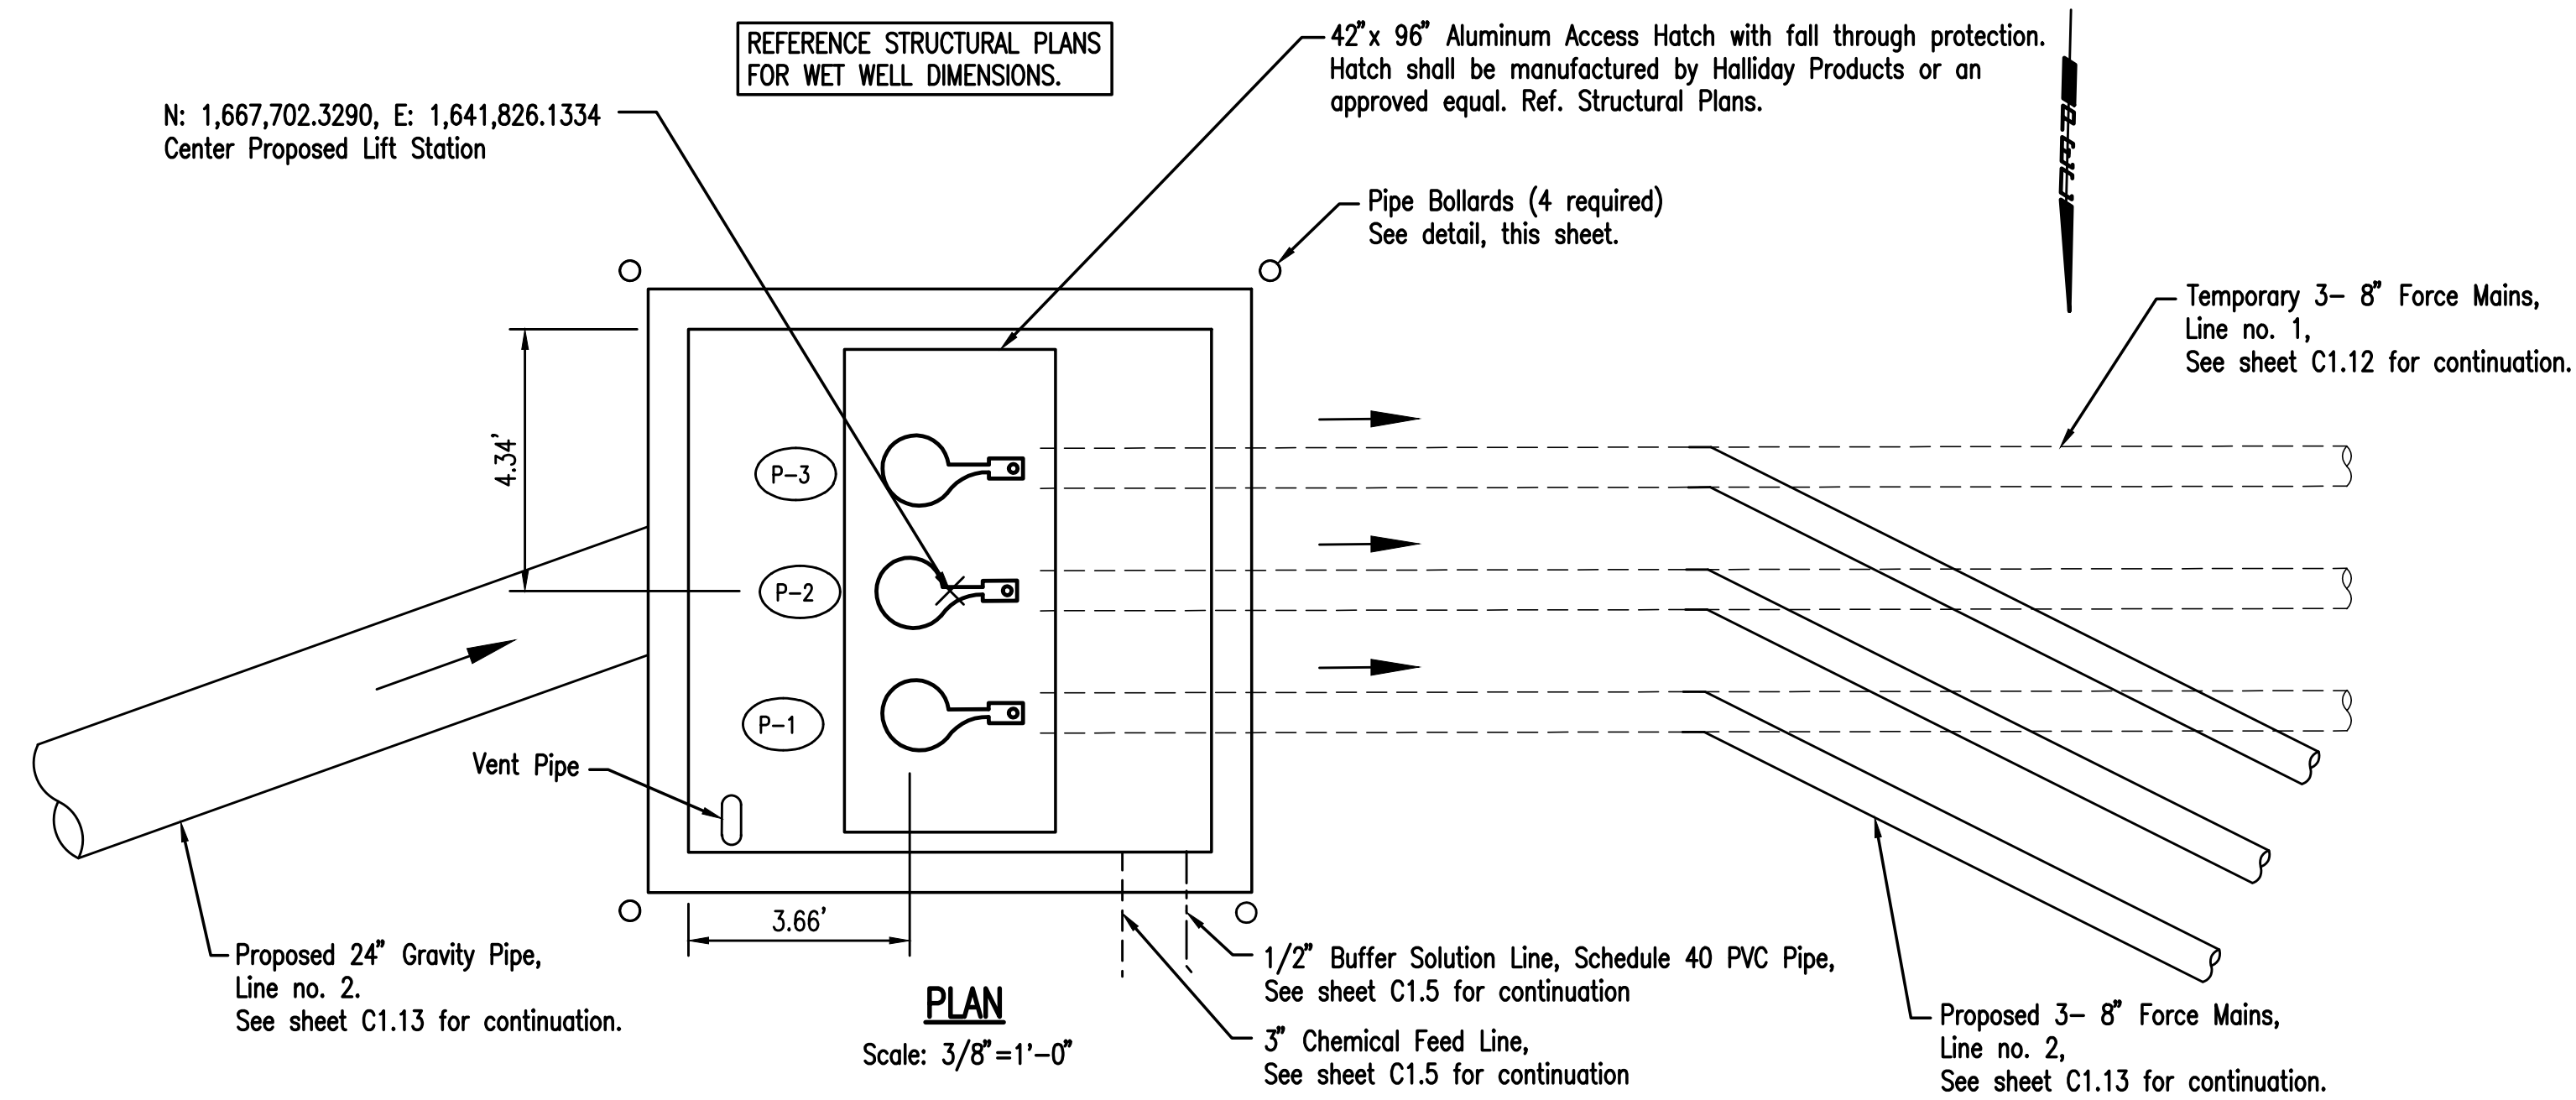 REFERENCE STRUCTURAL PLANS
FOR WET WELL DIMENSIONS.
42"x 96" Aluminum Access Hatch with fall through protection.
Hatch shall be manufactured by Halliday Products or an
approved equal. Ref. Structural Plans.
N: 1,667,702.3290, E: 1,641,826.1334
Center Proposed Lift Station
Pipe Bollards (4 required)
See detail, this sheet.
Temporary 3- 8" Force Mains,
Line no. 1,
See sheet C1.12 for continuation.
4.34'
P-3
P-2
P-1
Vent Pipe
3.66'
Proposed 24" Gravity Pipe,
Line no. 2.
See sheet C1.13 for continuation.
1/2" Buffer Solution Line, Schedule 40 PVC Pipe,
See sheet C1.5 for continuation
3" Chemical Feed Line,
See sheet C1.5 for continuation
Proposed 3- 8" Force Mains,
Line no. 2,
See sheet C1.13 for continuation.
PLAN
Scale: 3/8"=1'-0"